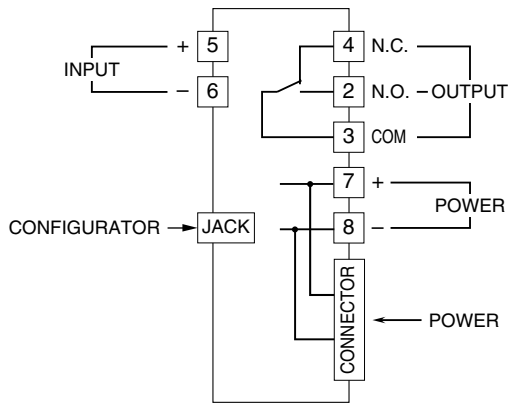 INPUT
+ 5
− 6
4 N.C.
2 N.O.
3 COM
OUTPUT
7 +
8 −
POWER
CONFIGURATOR
JACK
CONNECTOR
POWER